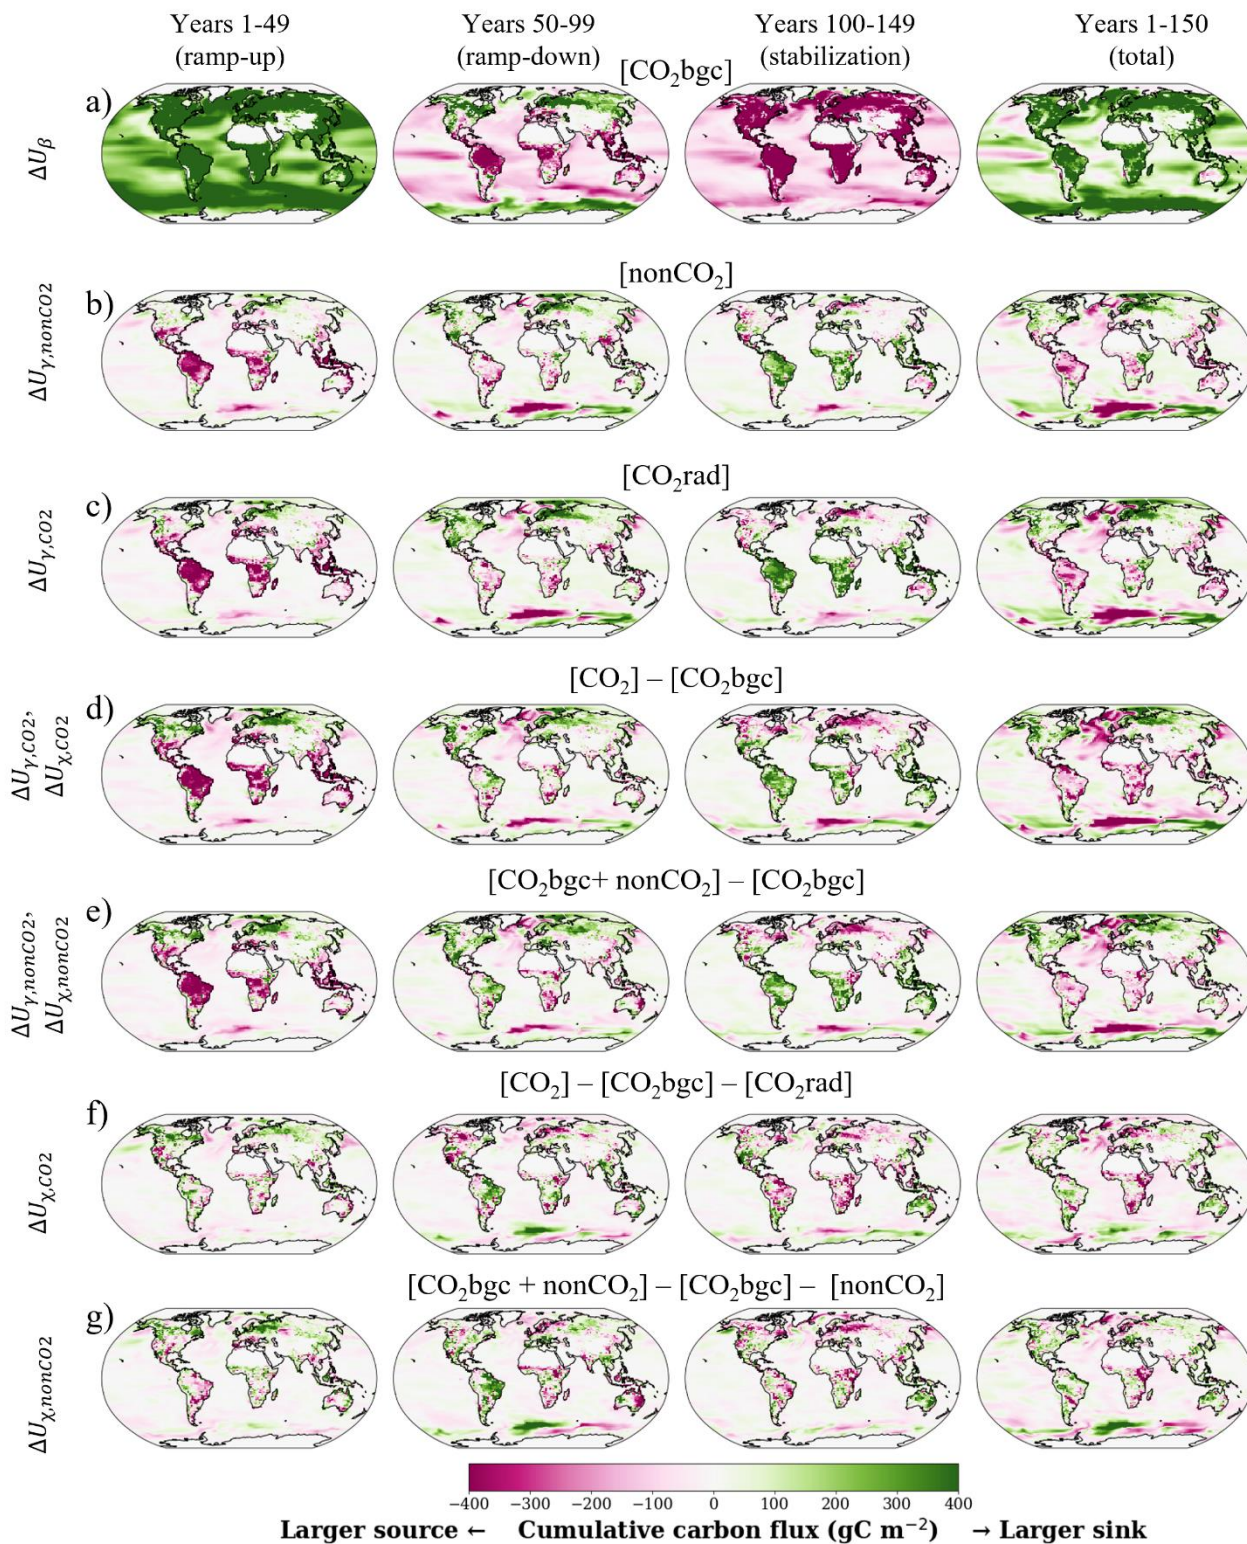 Years 1-49 Years 50-99 Years 100-149 Years 1-150
(ramp-up) (ramp-down) (stabilization) (total)
[CO₂bgc]
a)
ΔU_β
[nonCO₂]
b)
ΔU_γ,nonCO2
[CO₂rad]
c)
ΔU_γ,CO2
[CO₂] – [CO₂bgc]
d)
ΔU_γ,CO2,
ΔU_χ,CO2
[CO₂bgc+ nonCO₂] – [CO₂bgc]
e)
ΔU_γ,nonCO2,
ΔU_χ,nonCO2
[CO₂] – [CO₂bgc] – [CO₂rad]
f)
ΔU_χ,CO2
[CO₂bgc + nonCO₂] – [CO₂bgc] – [nonCO₂]
g)
ΔU_χ,nonCO2
−400 −300 −200 −100 0 100 200 300 400
Larger source ← Cumulative carbon flux (gC m⁻²) → Larger sink